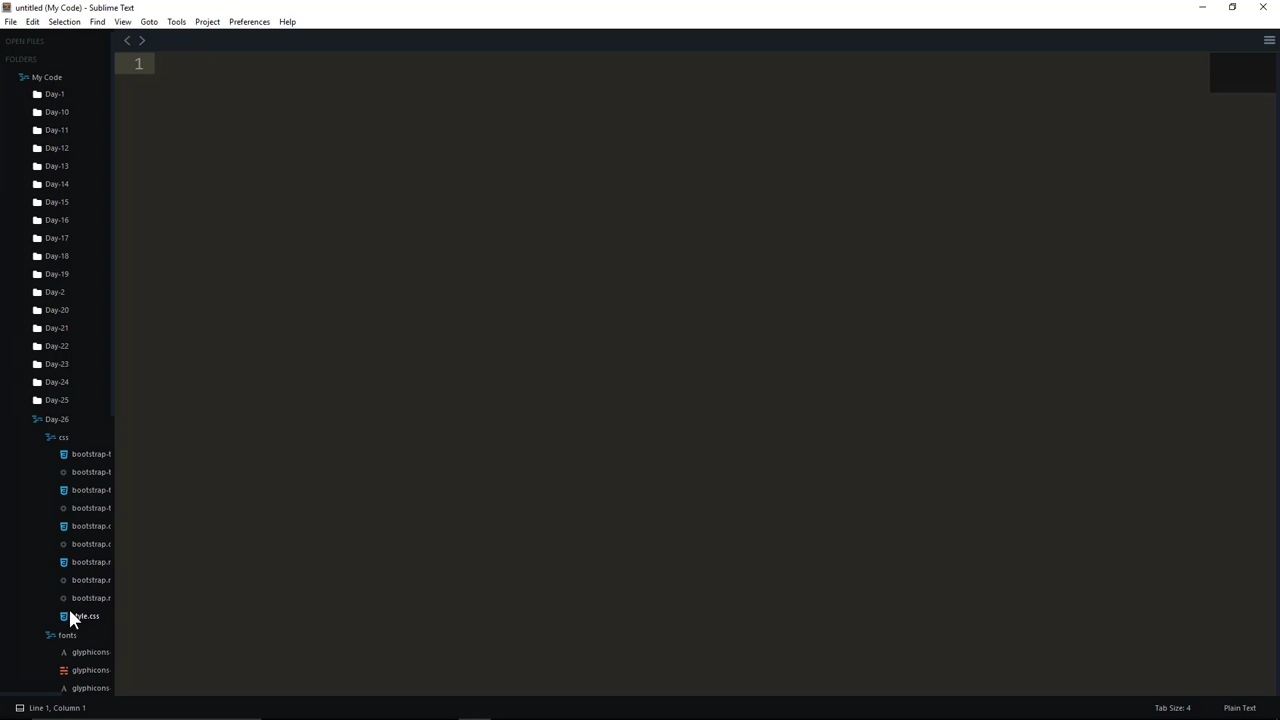 untitled (My Code) - Sublime Text
File Edit Selection Find View Goto Tools Project Preferences Help
OPEN FILES
FOLDERS
My Code
1
Day-1
Day-10
Day-11
Day-12
Day-13
Day-14
Day-15
Day-16
Day-17
Day-18
Day-19
Day-2
Day-20
Day-21
Day-22
Day-23
Day-24
Day-25
Day-26
css
bootstrap-t
bootstrap-t
bootstrap-t
bootstrap-t
bootstrap.c
bootstrap.c
bootstrap.r
bootstrap.r
bootstrap.r
tyle.css
fonts
glyphicons-
glyphicons-
glyphicons-
Line 1, Column 1 Tab Size: 4 Plain Text